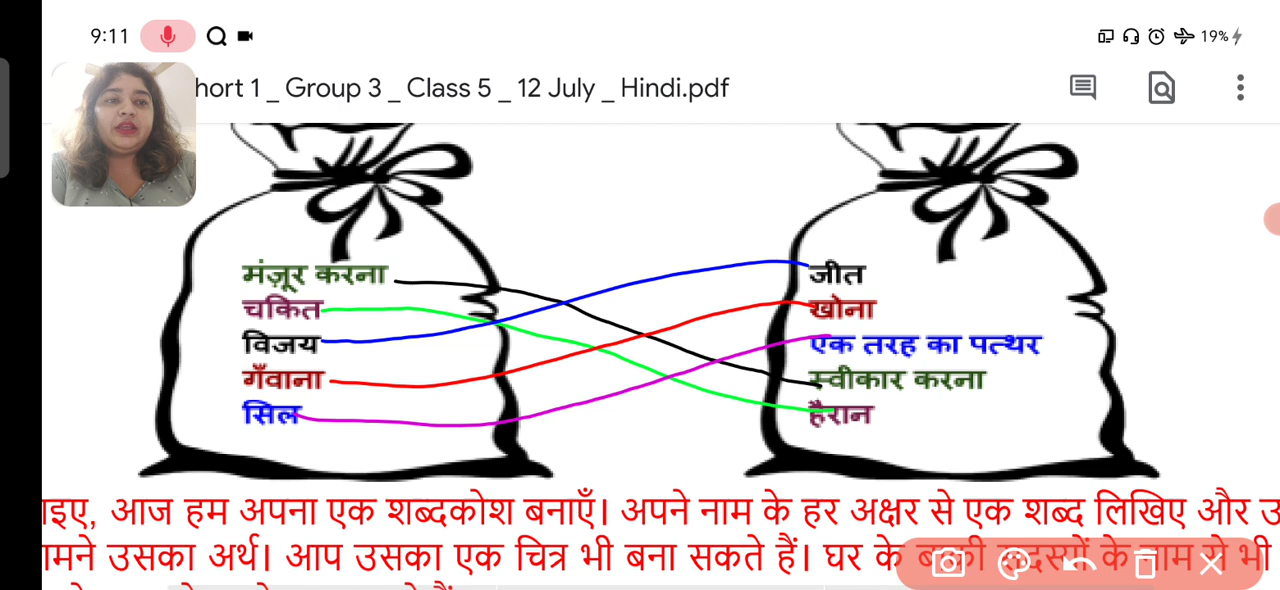 9:11
19%
hort 1 _ Group 3 _ Class 5 _ 12 July _ Hindi.pdf
मंज़ूर करना
चकित
विजय
गँवाना
सिल
जीत
खोना
एक तरह का पत्थर
स्वीकार करना
हैरान
इए, आज हम अपना एक शब्दकोश बनाएँ। अपने नाम के हर अक्षर से एक शब्द लिखिए और उ
मने उसका अर्थ। आप उसका एक चित्र भी बना सकते हैं। घर के बाकी सदस्यों के नाम से भी